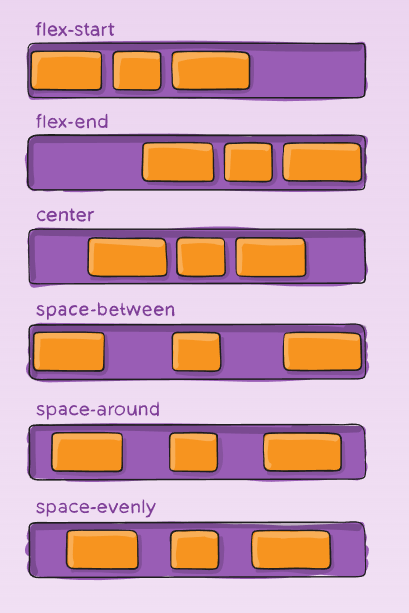 flex-start
flex-end
center
space-between
space-around
space-evenly